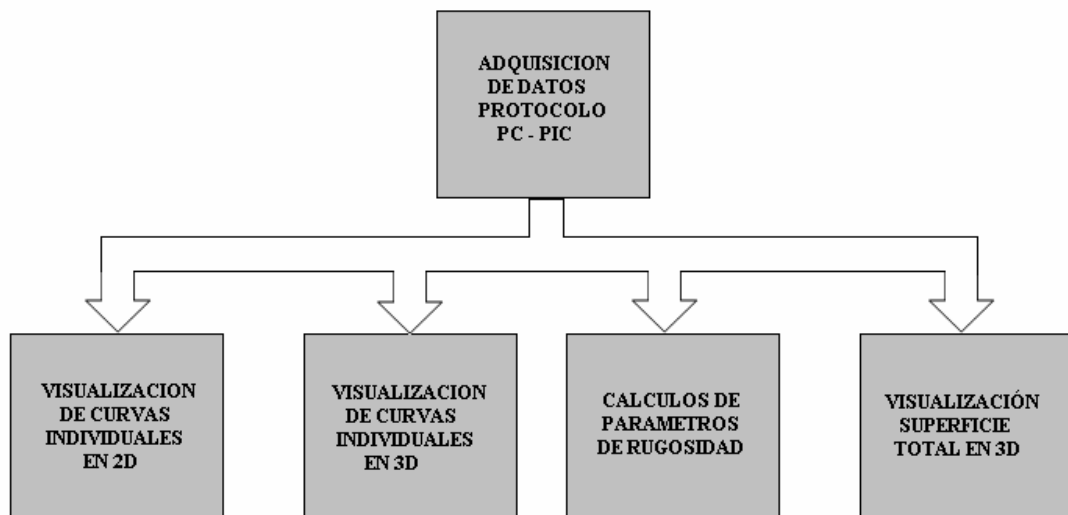 ADQUISICION
DE DATOS
PROTOCOLO
PC - PIC
VISUALIZACION
DE CURVAS
INDIVIDUALES
EN 2D
VISUALIZACION
DE CURVAS
INDIVIDUALES
EN 3D
CALCULOS DE
PARAMETROS
DE RUGOSIDAD
VISUALIZACIÓN
SUPERFICIE
TOTAL EN 3D